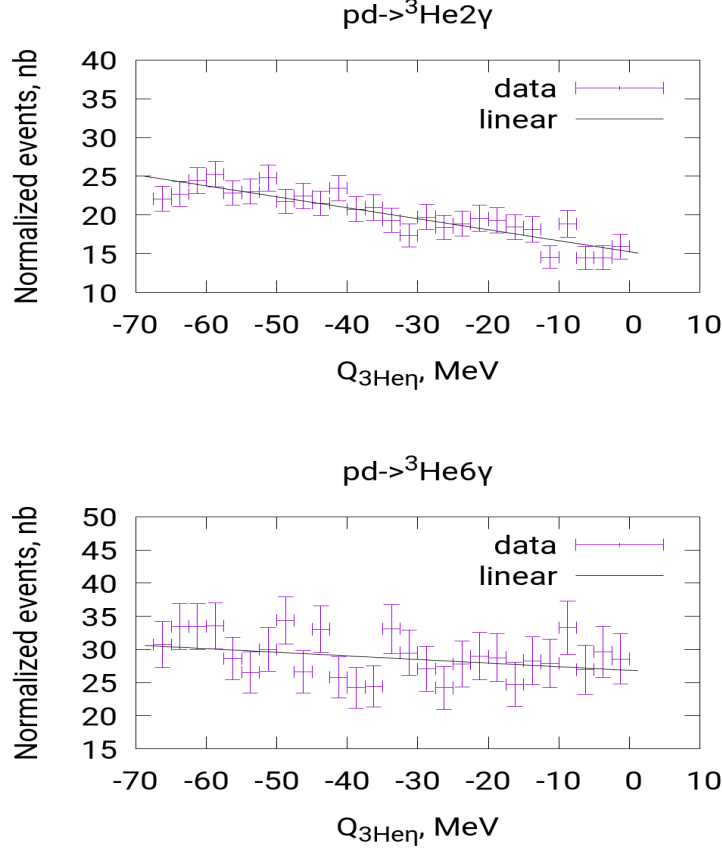 pd->³He2γ
Normalized events, nb
40
35
30
25
20
15
10
data
linear
-70 -60 -50 -40 -30 -20 -10 0 10
Q3Heη, MeV
pd->³He6γ
Normalized events, nb
50
45
40
35
30
25
20
15
data
linear
-70 -60 -50 -40 -30 -20 -10 0 10
Q3Heη, MeV